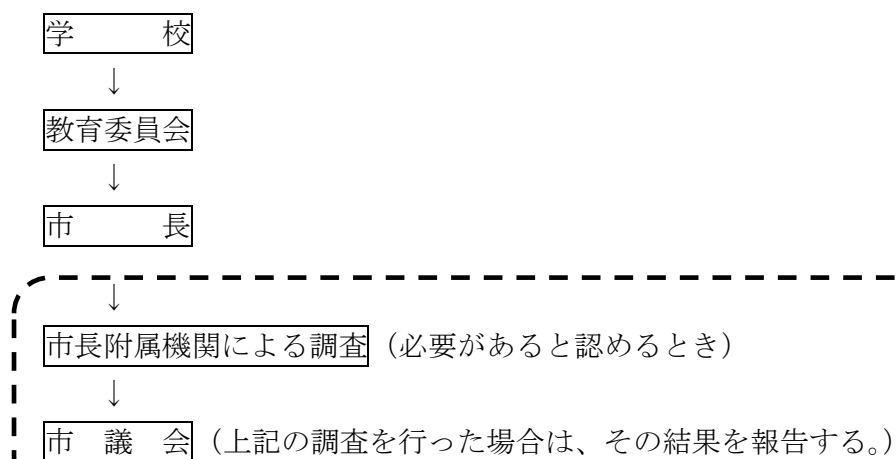 学　　　校
↓
教育委員会
↓
市　　　長
↓
市長附属機関による調査（必要があると認めるとき）
↓
市　議　会（上記の調査を行った場合は、その結果を報告する。）